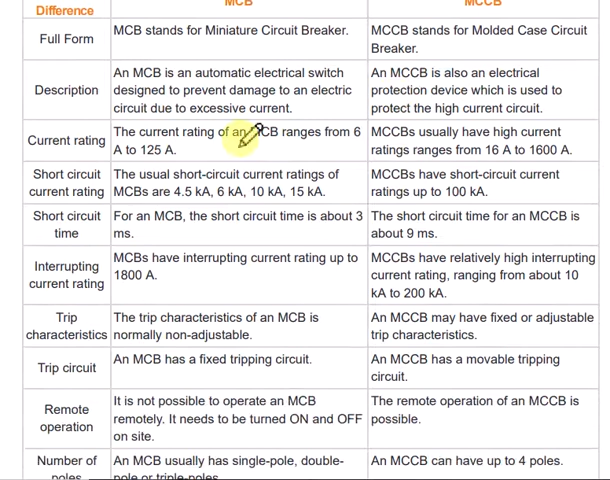 Difference
MCB
MCCB
Full Form
MCB stands for Miniature Circuit Breaker.
MCCB stands for Molded Case Circuit
Breaker.
Description
An MCB is an automatic electrical switch
designed to prevent damage to an electric
circuit due to excessive current.
An MCCB is also an electrical
protection device which is used to
protect the high current circuit.
Current rating
The current rating of an MCB ranges from 6
A to 125 A.
MCCBs usually have high current
ratings ranges from 16 A to 1600 A.
Short circuit
current rating
The usual short-circuit current ratings of
MCBs are 4.5 kA, 6 kA, 10 kA, 15 kA.
MCCBs have short-circuit current
ratings up to 100 kA.
Short circuit
time
For an MCB, the short circuit time is about 3
ms.
The short circuit time for an MCCB is
about 9 ms.
Interrupting
current rating
MCBs have interrupting current rating up to
1800 A.
MCCBs have relatively high interrupting
current rating, ranging from about 10
kA to 200 kA.
Trip
characteristics
The trip characteristics of an MCB is
normally non-adjustable.
An MCCB may have fixed or adjustable
trip characteristics.
Trip circuit
An MCB has a fixed tripping circuit.
An MCCB has a movable tripping
circuit.
Remote
operation
It is not possible to operate an MCB
remotely. It needs to be turned ON and OFF
on site.
The remote operation of an MCCB is
possible.
Number of
poles
An MCB usually has single-pole, double-
pole or triple-poles
An MCCB can have up to 4 poles.